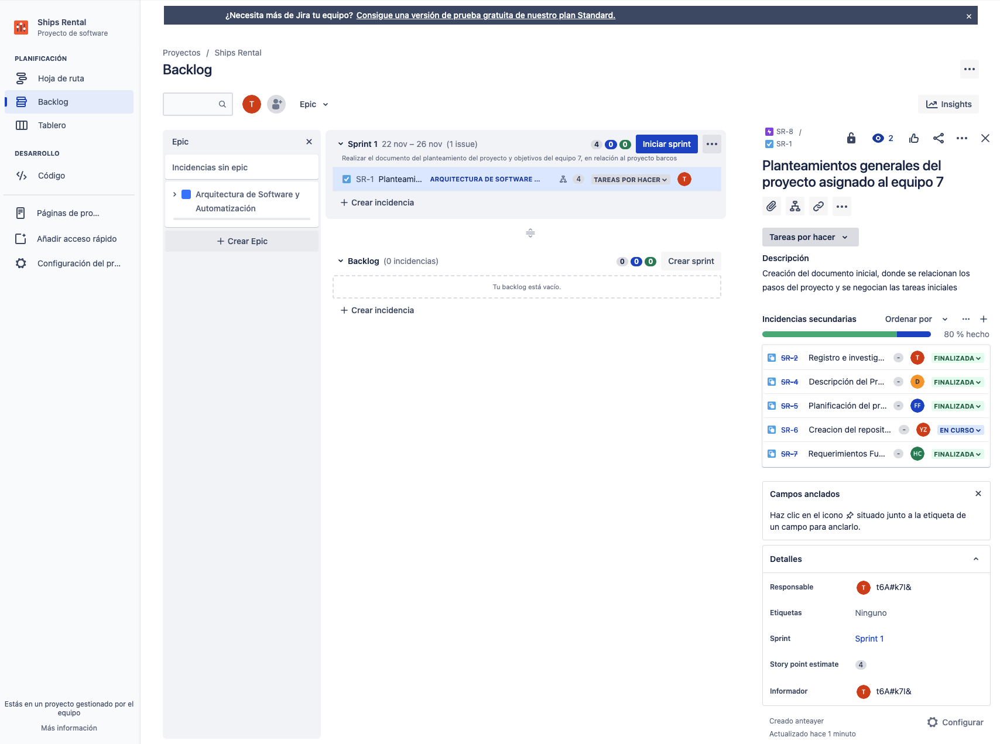 Ships Rental
Proyecto de software
PLANIFICACIÓN
Hoja de ruta
Backlog
Tablero
DESARROLLO
Código
Páginas de pro...
Añadir acceso rápido
Configuración del pr...
Estás en un proyecto gestionado por el
equipo
Más información
¿Necesita más de Jira tu equipo? Consigue una versión de prueba gratuita de nuestro plan Standard.
Proyectos / Ships Rental
Backlog
T
Epic
Insights
Epic
Incidencias sin epic
Arquitectura de Software y
Automatización
Crear Epic
Sprint 1 22 nov – 26 nov (1 issue)
4 0 0 Iniciar sprint
Realizar el documento del planteamiento del proyecto y objetivos del equipo 7, en relación al proyecto barcos
SR-1 Planteami... ARQUITECTURA DE SOFTWARE ... 4 TAREAS POR HACER T
Crear incidencia
Backlog (0 incidencias)
0 0 0 Crear sprint
Tu backlog está vacío.
Crear incidencia
SR-8 /
SR-1
2
Planteamientos generales del
proyecto asignado al equipo 7
Tareas por hacer
Descripción
Creación del documento inicial, donde se relacionan los
pasos del proyecto y se negocian las tareas iniciales
Incidencias secundarias Ordenar por
80 % hecho
SR-2 Registro e investig... - T FINALIZADA
SR-4 Descripción del Pr... - D FINALIZADA
SR-5 Planificación del pr... - FF FINALIZADA
SR-6 Creacion del reposit... - YZ EN CURSO
SR-7 Requerimientos Fu... - HC FINALIZADA
Campos anclados
Haz clic en el icono situado junto a la etiqueta de
un campo para anclarlo.
Detalles
Responsable T t6A#k7l&
Etiquetas Ninguno
Sprint Sprint 1
Story point estimate 4
Informador T t6A#k7l&
Creado anteayer
Actualizado hace 1 minuto
Configurar